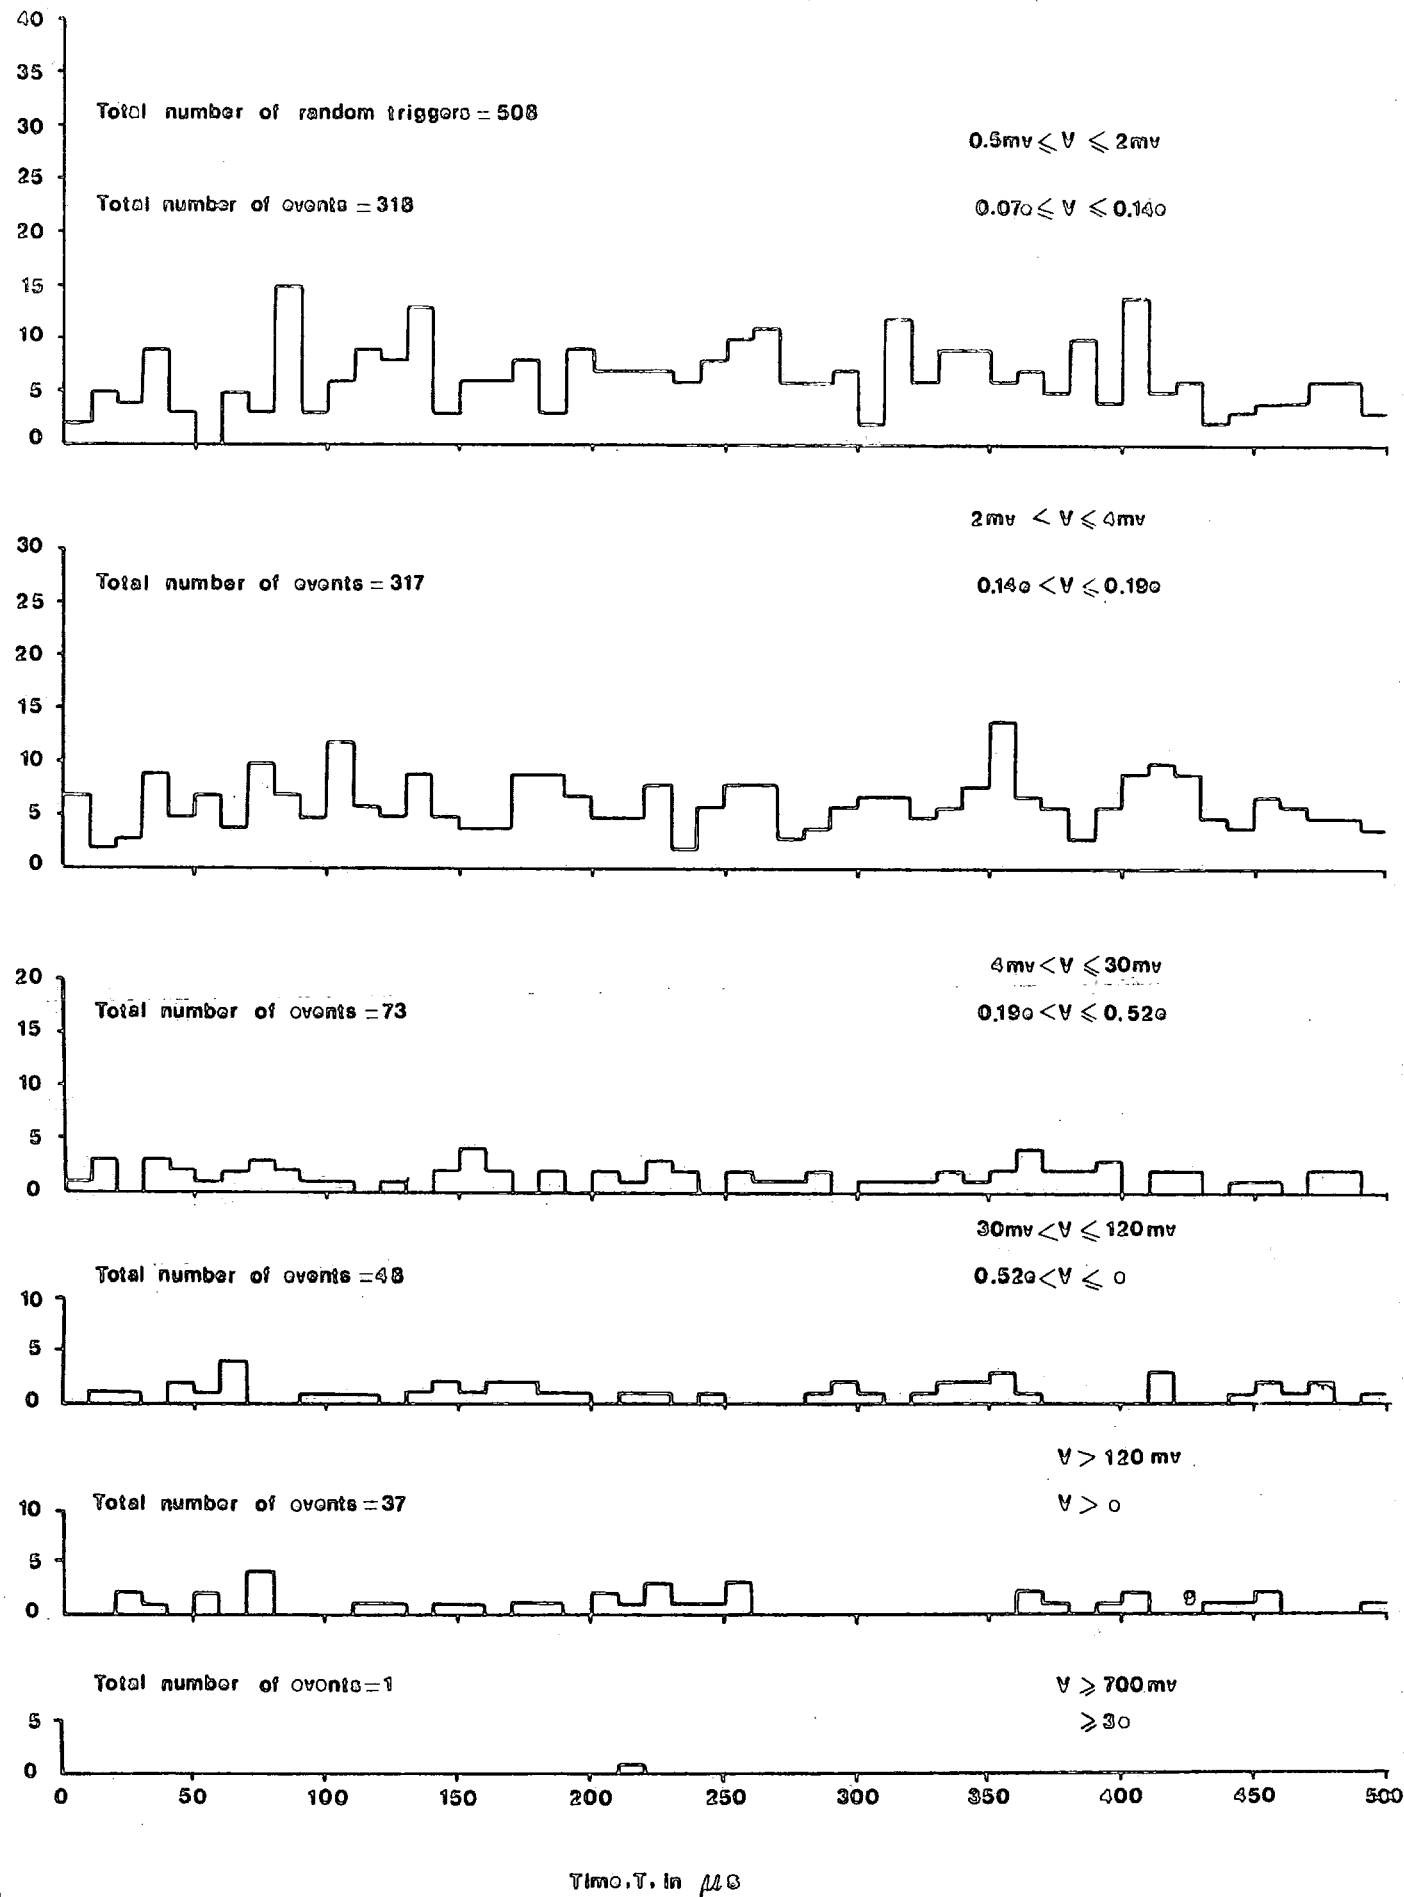 40
35
Total number of random triggers = 508
30
0.5mv ⩽ V ⩽ 2mv
25
Total number of events = 318
0.07e ⩽ V ⩽ 0.14e
20
15
10
5
0
2mv < V ⩽ 4mv
30
Total number of events = 317
0.14e < V ⩽ 0.19e
25
20
15
10
5
0
4mv < V ⩽ 30mv
20
Total number of events = 73
0.19e < V ⩽ 0.52e
15
10
5
0
30mv < V ⩽ 120mv
Total number of events = 48
0.52e < V ⩽ e
10
5
0
V > 120 mv
Total number of events = 37
V > e
10
5
0
Total number of events = 1
V ⩾ 700mv
5
⩾ 3e
0
0 50 100 150 200 250 300 350 400 450 500
Time.T. in μs